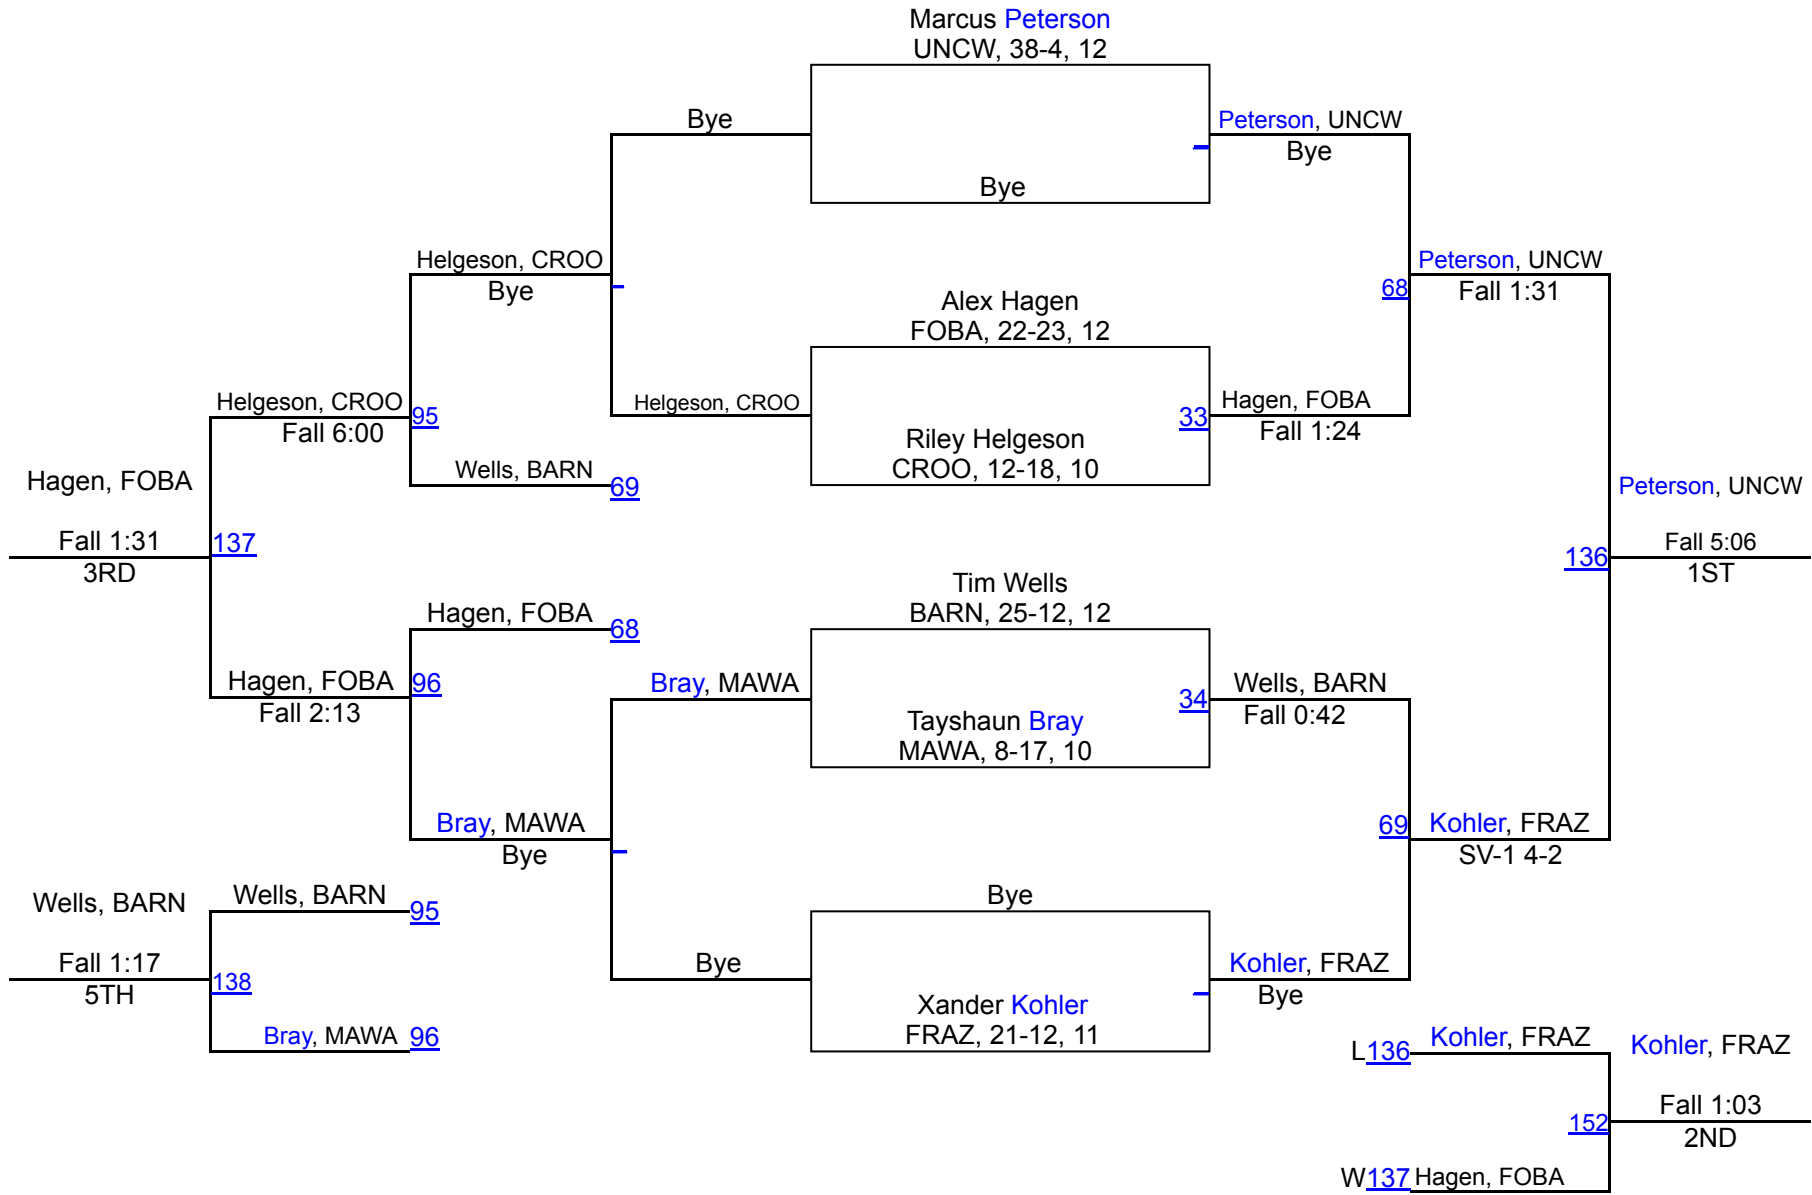 Marcus Peterson
UNCW, 38-4, 12
Bye
Peterson, UNCW
Bye
Bye
Helgeson, CROO
Bye
Peterson, UNCW
68
Fall 1:31
Alex Hagen
FOBA, 22-23, 12
Helgeson, CROO
Fall 6:00
95
Helgeson, CROO
33
Hagen, FOBA
Fall 1:24
Riley Helgeson
CROO, 12-18, 10
Wells, BARN
69
Hagen, FOBA
Fall 1:31
137
3RD
Peterson, UNCW
136
Fall 5:06
1ST
Tim Wells
BARN, 25-12, 12
Hagen, FOBA
68
Hagen, FOBA
96
Fall 2:13
Bray, MAWA
34
Wells, BARN
Fall 0:42
Tayshaun Bray
MAWA, 8-17, 10
Bray, MAWA
Bye
69
Kohler, FRAZ
SV-1 4-2
Wells, BARN
Wells, BARN
95
Fall 1:17
138
5TH
Bray, MAWA
96
Bye
Bye
Kohler, FRAZ
Bye
Xander Kohler
FRAZ, 21-12, 11
L136
Kohler, FRAZ
Kohler, FRAZ
Fall 1:03
152
2ND
W137
Hagen, FOBA